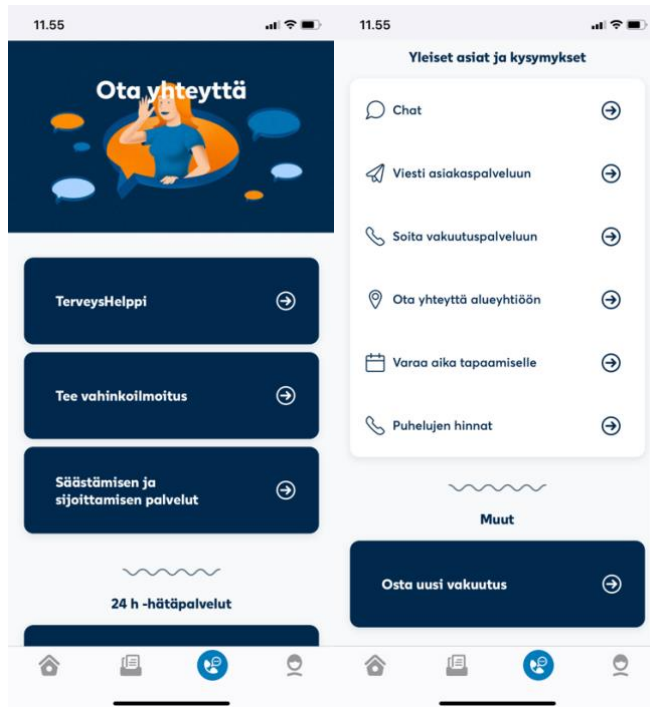 11.55
Ota yhteyttä
TerveysHelppi
Tee vahinkoilmoitus
Säästämisen ja
sijoittamisen palvelut
24 h -hätäpalvelut
11.55
Yleiset asiat ja kysymykset
Chat
Viesti asiakaspalveluun
Soita vakuutuspalveluun
Ota yhteyttä alueyhtiöön
Varaa aika tapaamiselle
Puhelujen hinnat
Muut
Osta uusi vakuutus